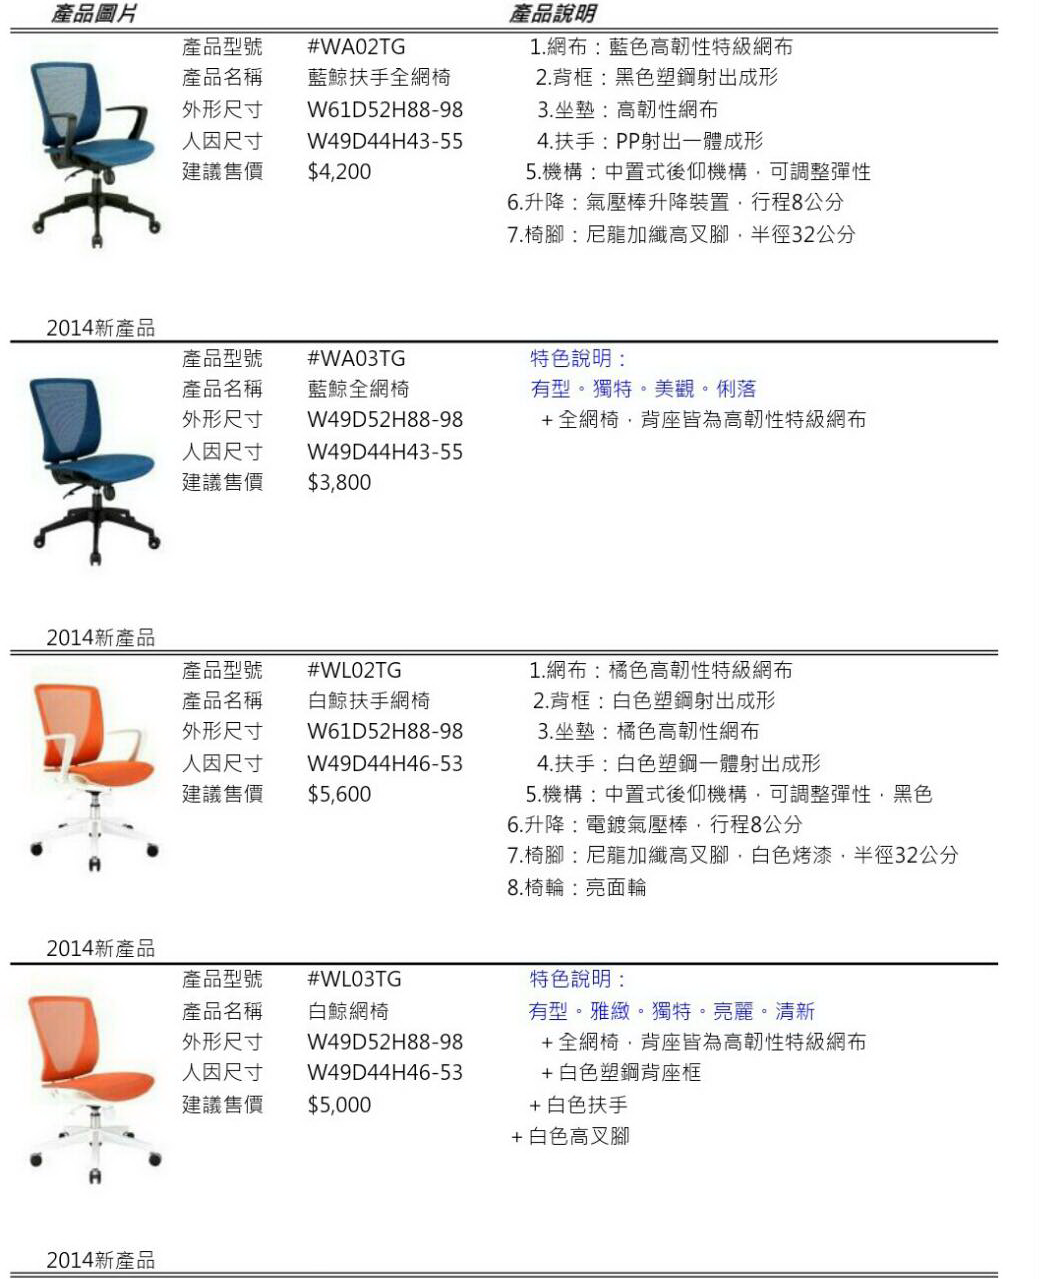 產品圖片 產品說明
產品型號 #WA02TG 1.網布：藍色高韌性特級網布
產品名稱 藍鯨扶手全網椅 2.背框：黑色塑鋼射出成形
外形尺寸 W61D52H88-98 3.坐墊：高韌性網布
人因尺寸 W49D44H43-55 4.扶手：PP射出一體成形
建議售價 $4,200 5.機構：中置式後仰機構．可調整彈性
6.升降：氣壓棒升降裝置．行程8公分
7.椅腳：尼龍加纖高叉腳．半徑32公分
2014新產品
產品型號 #WA03TG 特色說明：
產品名稱 藍鯨全網椅 有型。獨特。美觀。俐落
外形尺寸 W49D52H88-98 +全網椅．背座皆為高韌性特級網布
人因尺寸 W49D44H43-55
建議售價 $3,800
2014新產品
產品型號 #WL02TG 1.網布：橘色高韌性特級網布
產品名稱 白鯨扶手網椅 2.背框：白色塑鋼射出成形
外形尺寸 W61D52H88-98 3.坐墊：橘色高韌性網布
人因尺寸 W49D44H46-53 4.扶手：白色塑鋼一體射出成形
建議售價 $5,600 5.機構：中置式後仰機構．可調整彈性．黑色
6.升降：電鍍氣壓棒．行程8公分
7.椅腳：尼龍加纖高叉腳．白色烤漆．半徑32公分
8.椅輪：亮面輪
2014新產品
產品型號 #WL03TG 特色說明：
產品名稱 白鯨網椅 有型。雅緻。獨特。亮麗。清新
外形尺寸 W49D52H88-98 +全網椅．背座皆為高韌性特級網布
人因尺寸 W49D44H46-53 +白色塑鋼背座框
建議售價 $5,000 +白色扶手
+白色高叉腳
2014新產品